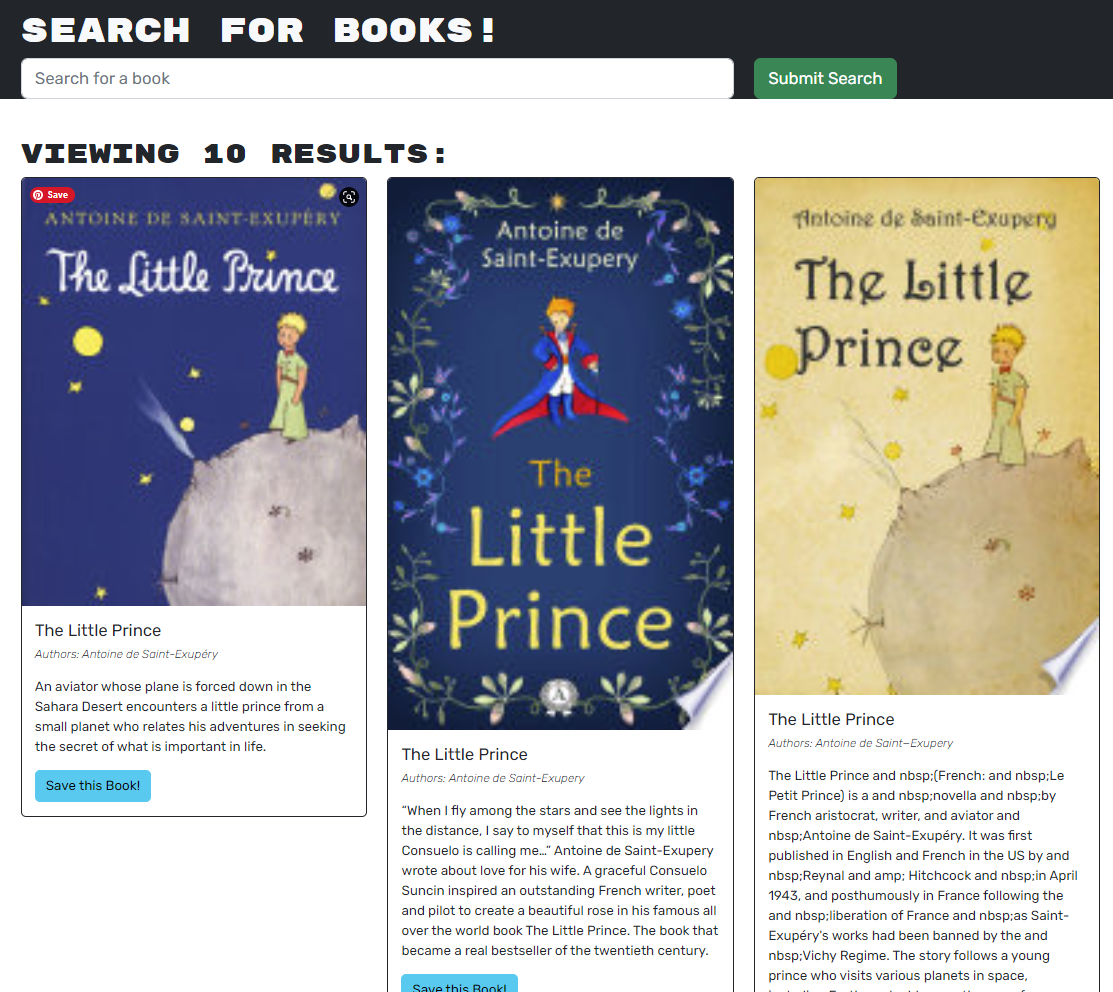 SEARCH FOR BOOKS!
Search for a book
Submit Search
VIEWING 10 RESULTS:
Save
ANTOINE DE SAINT-EXUPÉRY
The Little Prince
The Little Prince
Authors: Antoine de Saint-Exupéry
An aviator whose plane is forced down in the
Sahara Desert encounters a little prince from a
small planet who relates his adventures in seeking
the secret of what is important in life.
Save this Book!
Antoine de
Saint-Exupery
The
Little
Prince
The Little Prince
Authors: Antoine de Saint-Exupery
“When I fly among the stars and see the lights in
the distance, I say to myself that this is my little
Consuelo is calling me…” Antoine de Saint-Exupery
wrote about love for his wife. A graceful Consuelo
Suncin inspired an outstanding French writer, poet
and pilot to create a beautiful rose in his famous all
over the world book The Little Prince. The book that
became a real bestseller of the twentieth century.
Save this Book!
Antoine de Saint-Exupery
The Little
Prince
The Little Prince
Authors: Antoine de Saint–Exupery
The Little Prince and nbsp;(French: and nbsp;Le
Petit Prince) is a and nbsp;novella and nbsp;by
French aristocrat, writer, and aviator and
nbsp;Antoine de Saint-Exupéry. It was first
published in English and French in the US by and
nbsp;Reynal and amp; Hitchcock and nbsp;in April
1943, and posthumously in France following the
and nbsp;liberation of France and nbsp;as Saint-
Exupéry's works had been banned by the and
nbsp;Vichy Regime. The story follows a young
prince who visits various planets in space,